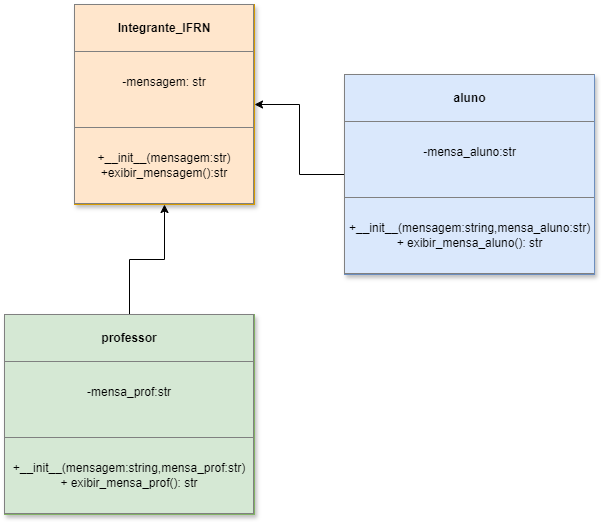 Integrante_IFRN
-mensagem: str
+__init__(mensagem:str)
+exibir_mensagem():str
aluno
-mensa_aluno:str
+__init__(mensagem:string,mensa_aluno:str)
+ exibir_mensa_aluno(): str
professor
-mensa_prof:str
+__init__(mensagem:string,mensa_prof:str)
+ exibir_mensa_prof(): str